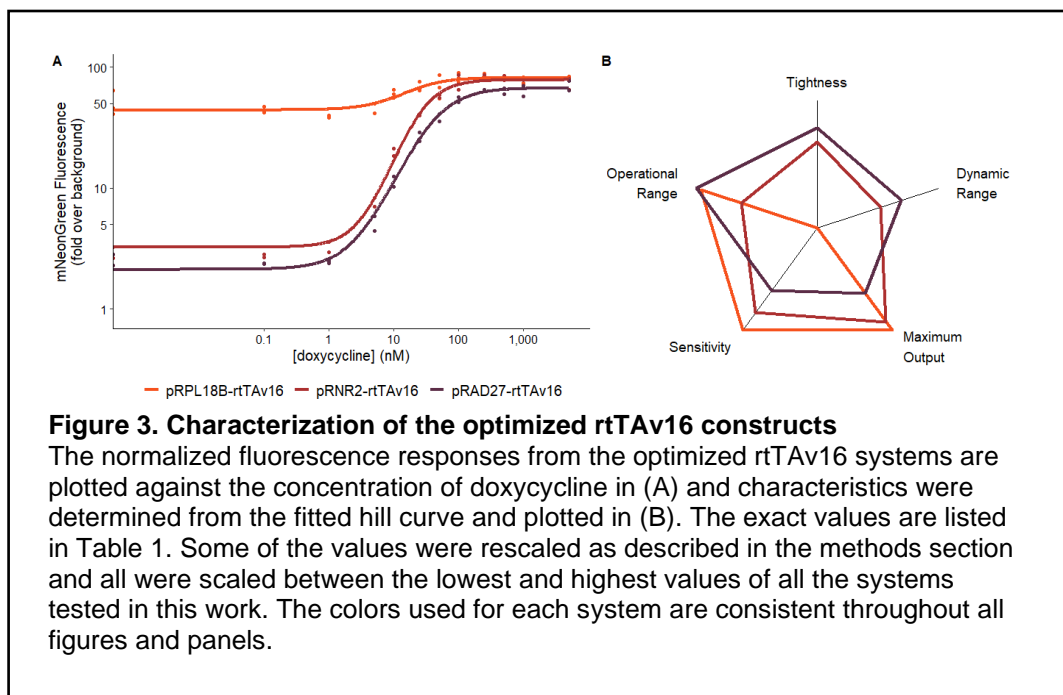 A
100
50
10
5
1
mNeonGreen Fluorescence
(fold over background)
0.1
1
10
100
1,000
[doxycycline] (nM)
B
Tightness
Operational
Range
Dynamic
Range
Sensitivity
Maximum
Output
pRPL18B-rtTAv16 pRNR2-rtTAv16 pRAD27-rtTAv16
Figure 3. Characterization of the optimized rtTAv16 constructs
The normalized fluorescence responses from the optimized rtTAv16 systems are
plotted against the concentration of doxycycline in (A) and characteristics were
determined from the fitted hill curve and plotted in (B). The exact values are listed
in Table 1. Some of the values were rescaled as described in the methods section
and all were scaled between the lowest and highest values of all the systems
tested in this work. The colors used for each system are consistent throughout all
figures and panels.